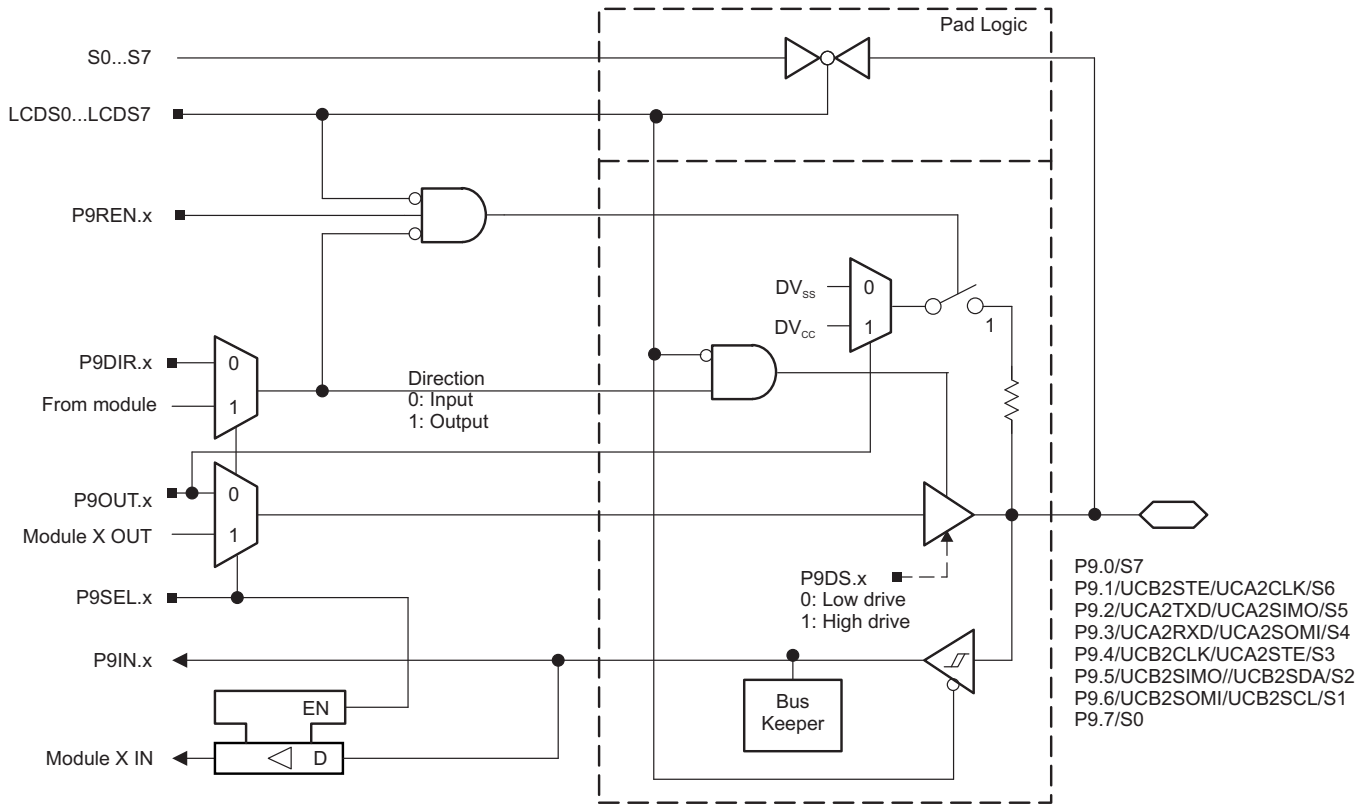 Pad Logic
S0...S7
LCDS0...LCDS7
P9REN.x
DVSS
0
DVCC
1
1
P9DIR.x
0
From module
1
Direction
0: Input
1: Output
P9OUT.x
0
Module X OUT
1
P9SEL.x
P9DS.x
0: Low drive
1: High drive
P9IN.x
Bus
Keeper
EN
Module X IN
D
P9.0/S7
P9.1/UCB2STE/UCA2CLK/S6
P9.2/UCA2TXD/UCA2SIMO/S5
P9.3/UCA2RXD/UCA2SOMI/S4
P9.4/UCB2CLK/UCA2STE/S3
P9.5/UCB2SIMO//UCB2SDA/S2
P9.6/UCB2SOMI/UCB2SCL/S1
P9.7/S0